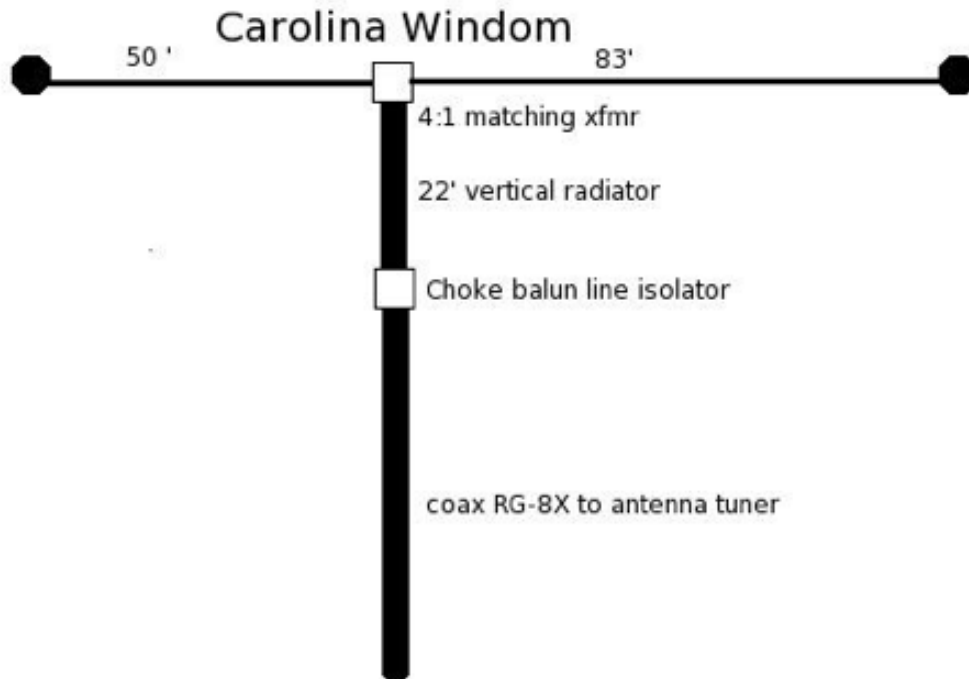 Carolina Windom
50 '
83'
4:1 matching xfmr
22' vertical radiator
Choke balun line isolator
coax RG-8X to antenna tuner